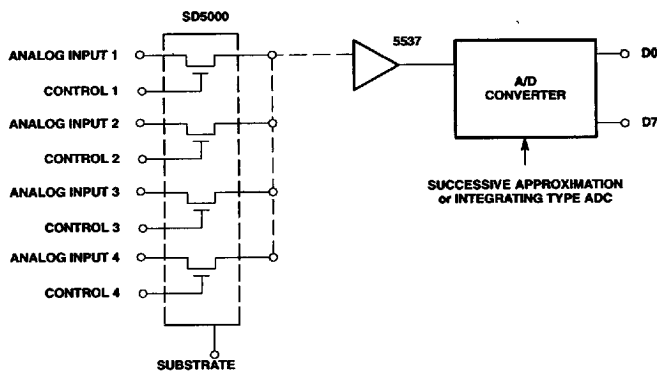 SD5000
ANALOG INPUT 1
5537
D0
CONTROL 1
A/D
CONVERTER
ANALOG INPUT 2
D7
CONTROL 2
SUCCESSIVE APPROXIMATION
or INTEGRATING TYPE ADC
ANALOG INPUT 3
CONTROL 3
ANALOG INPUT 4
CONTROL 4
SUBSTRATE